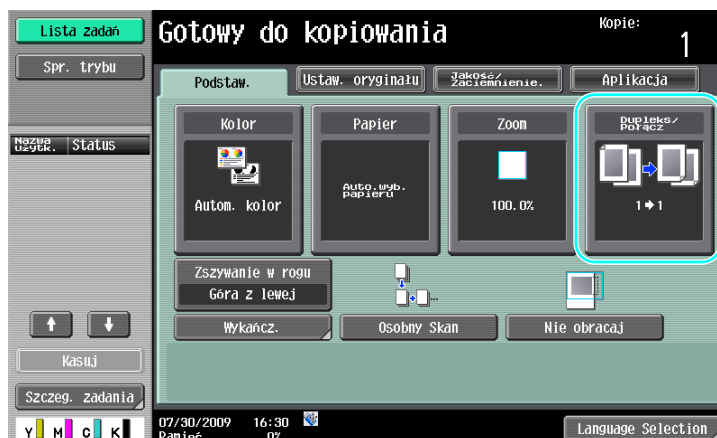 Lista zadań
Gotowy do kopiowania
Kopie:
1
Spr. trybu
Podstaw.
Ustaw. oryginału
Jakość/
zaciemnienie.
Aplikacja
Kolor
Papier
Zoom
Dupleks/
Połącz
Nazwa
użytk.
Status
Auto.wyb.
papieru
Autom. kolor
100.0%
1→1
Zszywanie w rogu
Góra z lewej
Wykańcz.
Osobny Skan
Nie obracaj
Kasuj
Szczeg. zadania
Y M C K
07/30/2009 16:30
Pamięć 0%
Language Selection